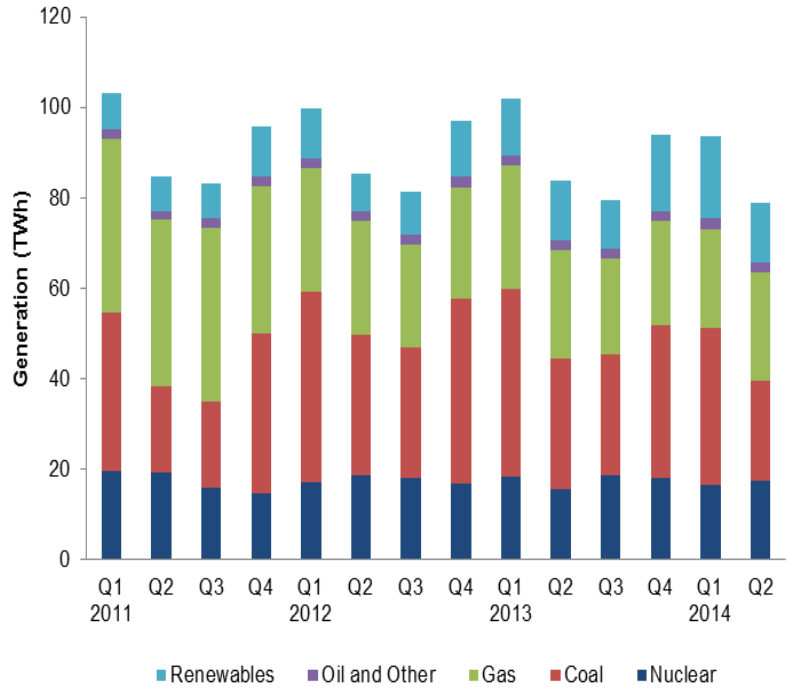 Generation (TWh)
120
100
80
60
40
20
0
Q1 Q2 Q3 Q4 Q1 Q2 Q3 Q4 Q1 Q2 Q3 Q4 Q1 Q2
2011 2012 2013 2014
Renewables Oil and Other Gas Coal Nuclear